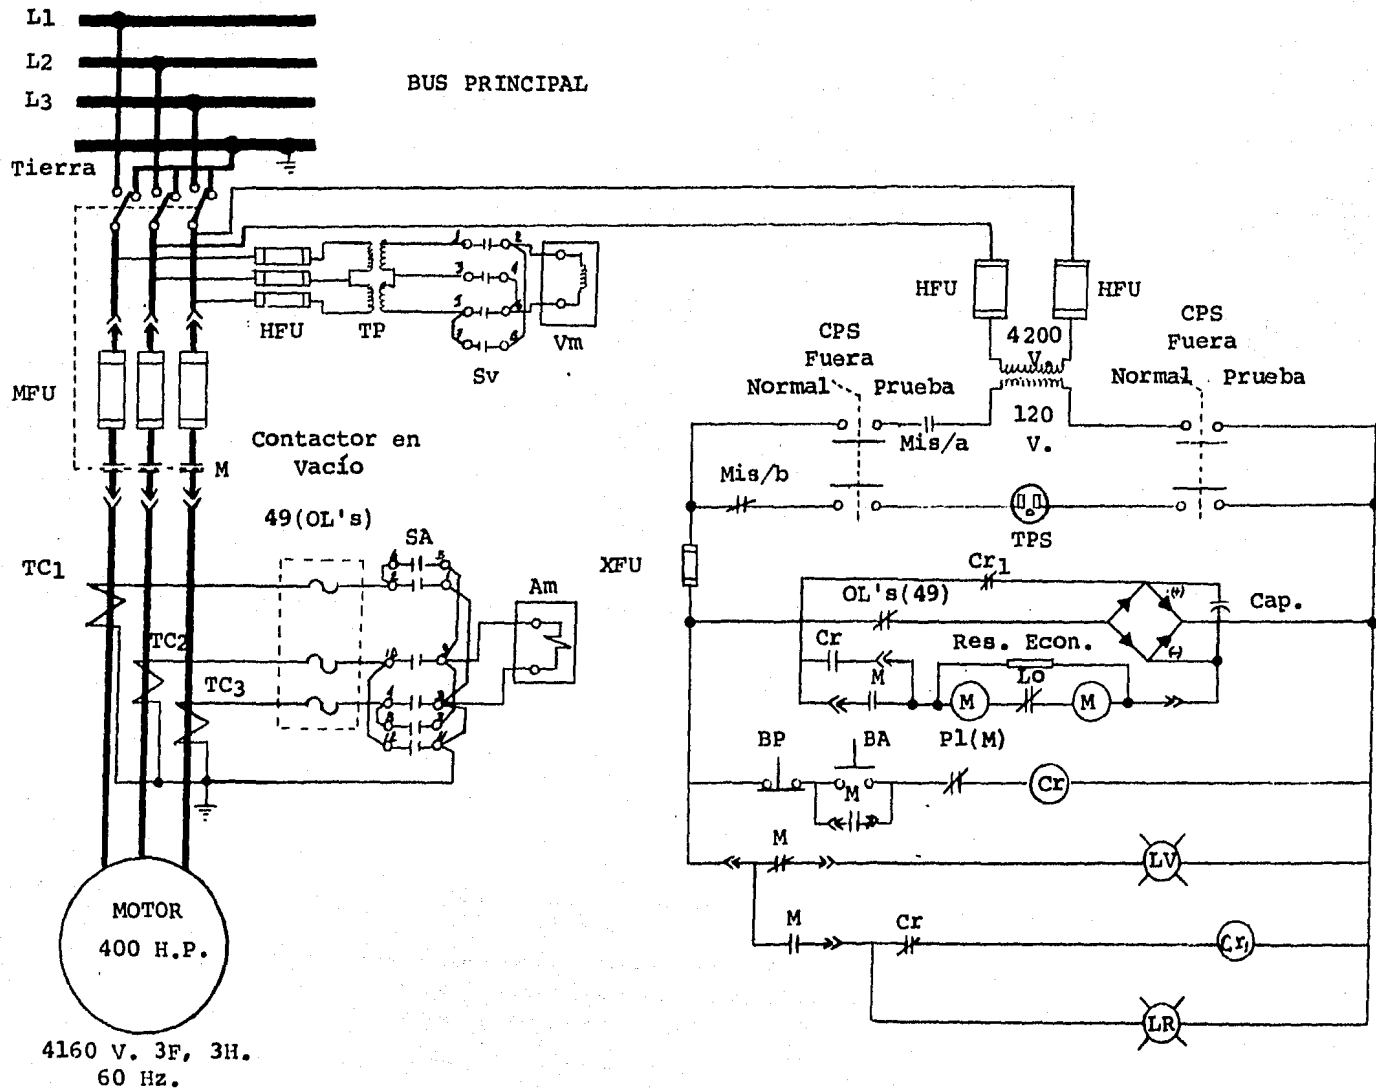 L1
L2
L3
BUS PRINCIPAL
Tierra
HFU
TP
Sv
Vm
HFU
HFU
4200
V.
CPS
Fuera
Normal
Prueba
CPS
Fuera
Normal
Prueba
120
V.
Mis/a
MFU
Contactor en
Vacío
M
Mis/b
TPS
49(OL's)
SA
XFU
TC1
TC2
TC3
Am
Cr1
OL's(49)
(+)
(-)
Cap.
Cr
Res. Econ.
M
Lo
M
M
BP
BA
Pl(M)
M
Cr
M
LV
M
Cr
Cr1
LR
MOTOR
400 H.P.
4160 V. 3F, 3H.
60 Hz.